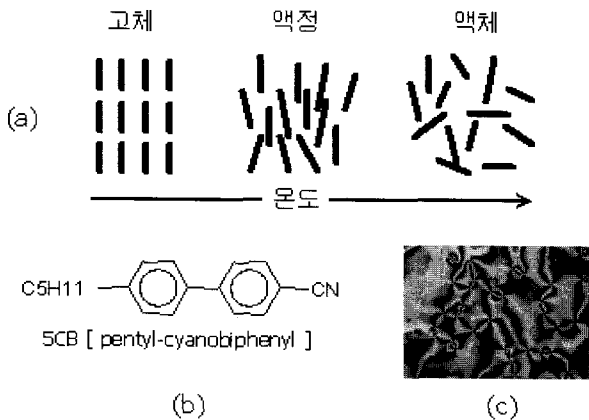 고체 액정 액체
(a)
온도
C5H11 CN
5CB [ pentyl-cyanobiphenyl ]
(b) (c)